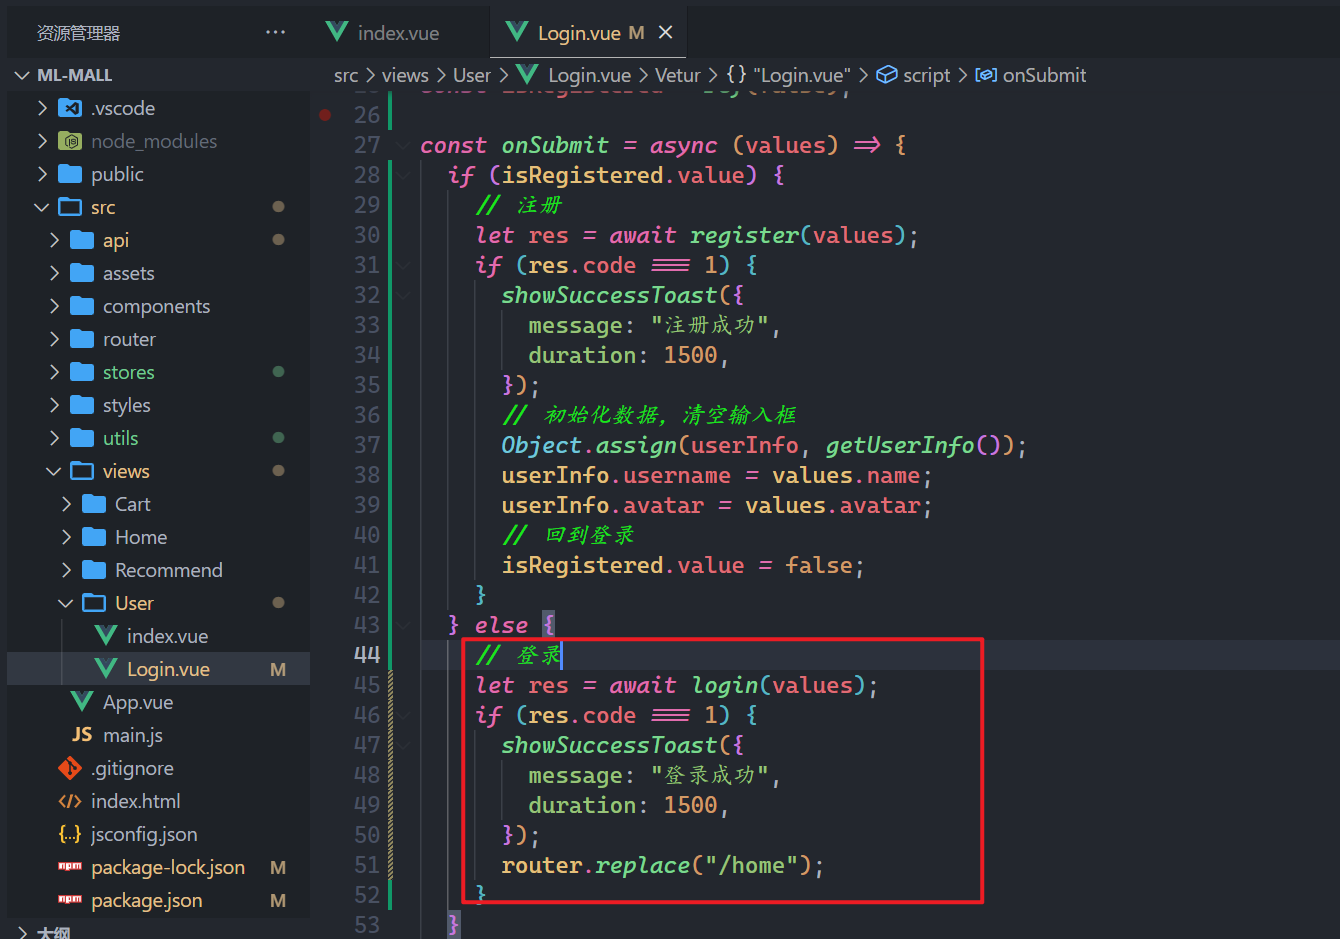 资源管理器 ···
index.vue
Login.vue M
ML-MALL
src > views > User > Login.vue > Vetur > {} "Login.vue" > script > onSubmit
.vscode
node_modules
public
src
api
assets
components
router
stores
styles
utils
views
Cart
Home
Recommend
User
index.vue
Login.vue M
App.vue
JS main.js
.gitignore
index.html
jsconfig.json
package-lock.json M
package.json M
大纲
26
27 const onSubmit = async (values) => {
28 if (isRegistered.value) {
29 // 注册
30 let res = await register(values);
31 if (res.code === 1) {
32 showSuccessToast({
33 message: "注册成功",
34 duration: 1500,
35 });
36 // 初始化数据，清空输入框
37 Object.assign(userInfo, getUserInfo());
38 userInfo.username = values.name;
39 userInfo.avatar = values.avatar;
40 // 回到登录
41 isRegistered.value = false;
42 }
43 } else {
44 // 登录
45 let res = await login(values);
46 if (res.code === 1) {
47 showSuccessToast({
48 message: "登录成功",
49 duration: 1500,
50 });
51 router.replace("/home");
52 }
53 }